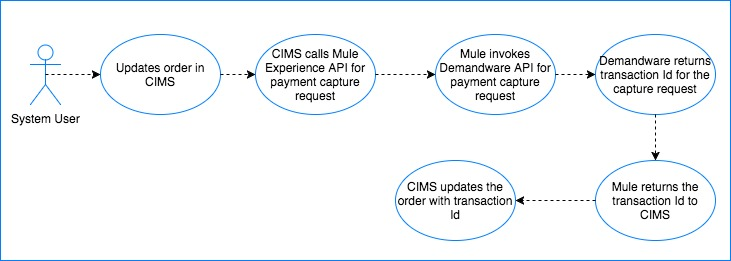 System User
Updates order in
CIMS
CIMS calls Mule
Experience API for
payment capture
request
Mule invokes
Demandware API for
payment capture
request
Demandware returns
transaction Id for the
capture request
Mule returns the
transaction Id to
CIMS
CIMS updates the
order with transaction
Id